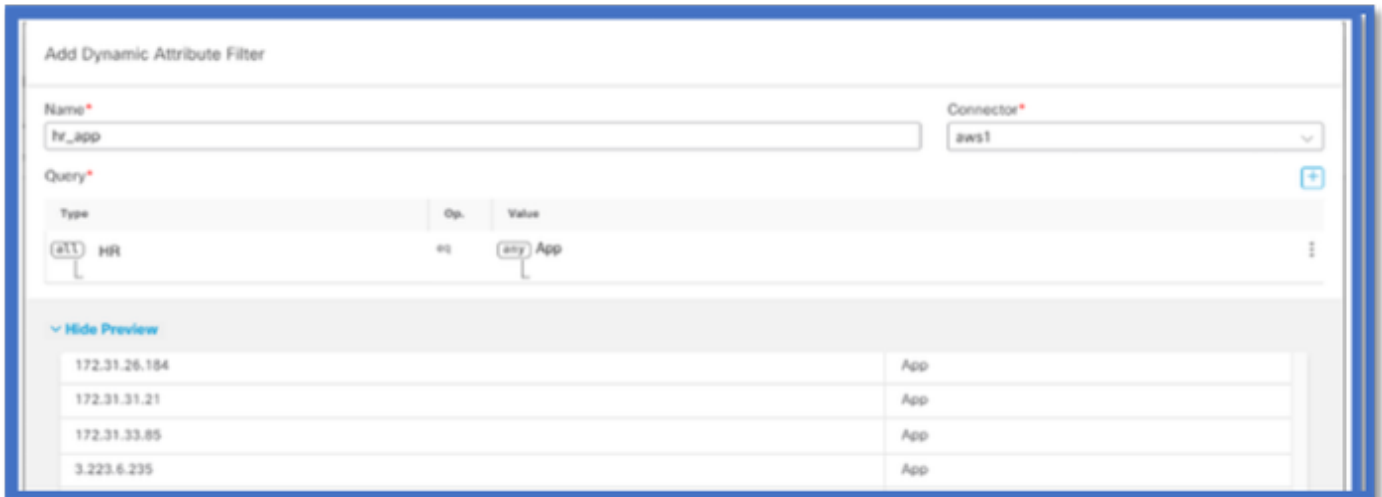 Add Dynamic Attribute Filter
Name* Connector*
hr_app aws1
Query*
Type Op. Value
all HR eq any App
Hide Preview
172.31.26.184 App
172.31.31.21 App
172.31.33.85 App
3.223.6.235 App